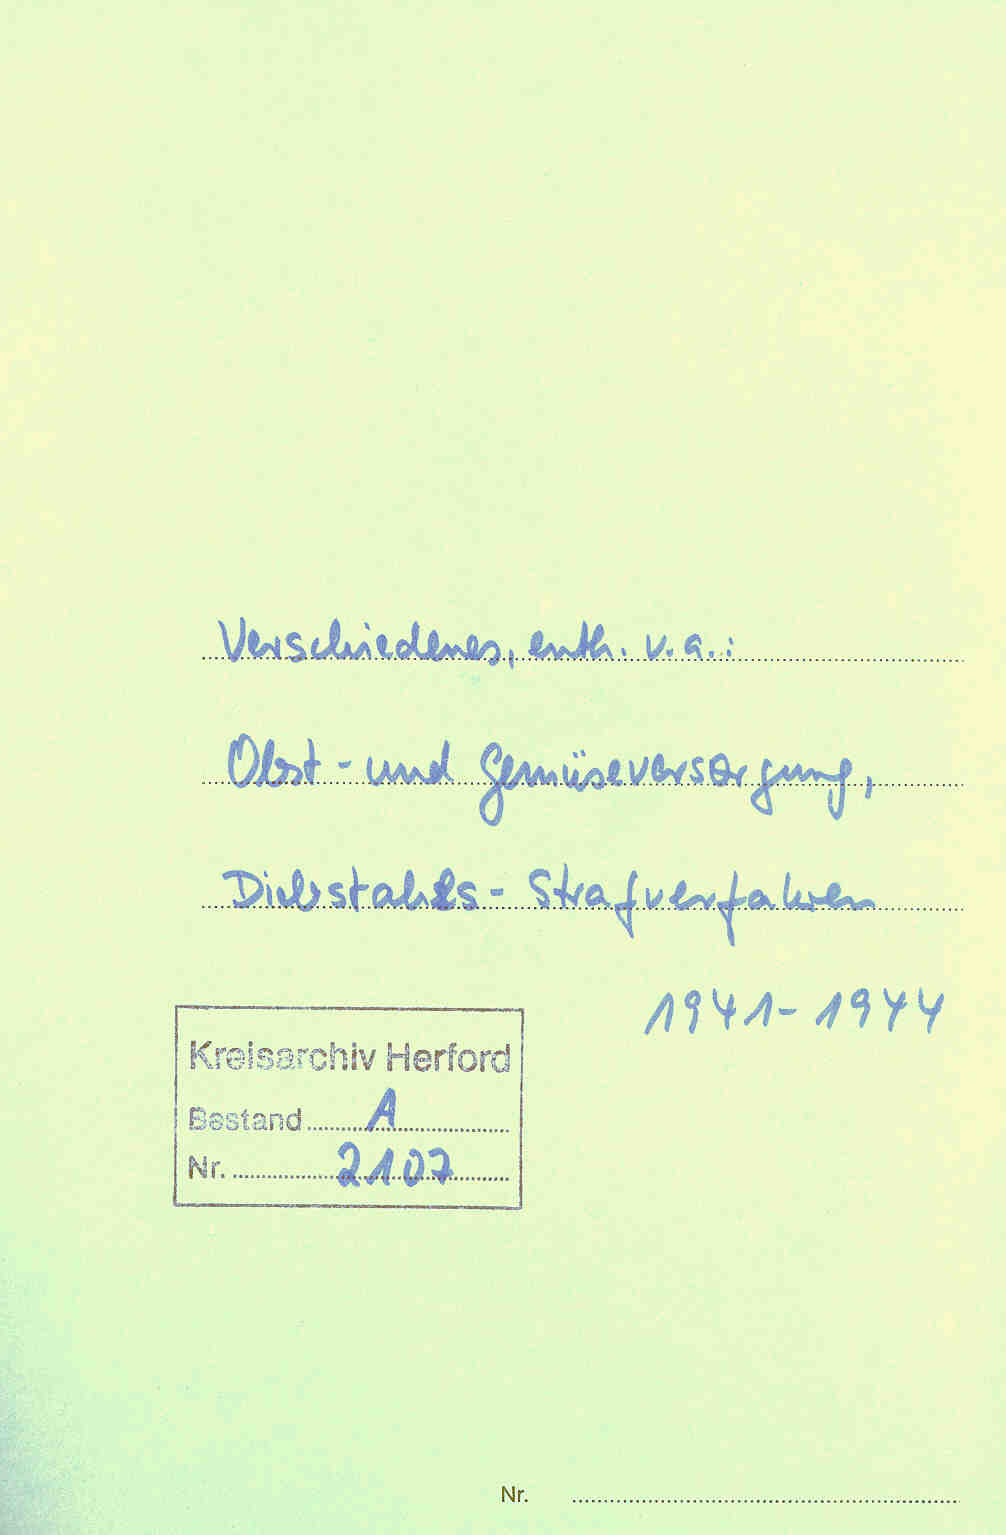 Verschiedenes, enth. v. a.:
Obst- und Gemüseversorgung,
Diebstahls-Strafverfahren
1941-1944
Kreisarchiv Herford
Bestand A
Nr. 2107
Nr.